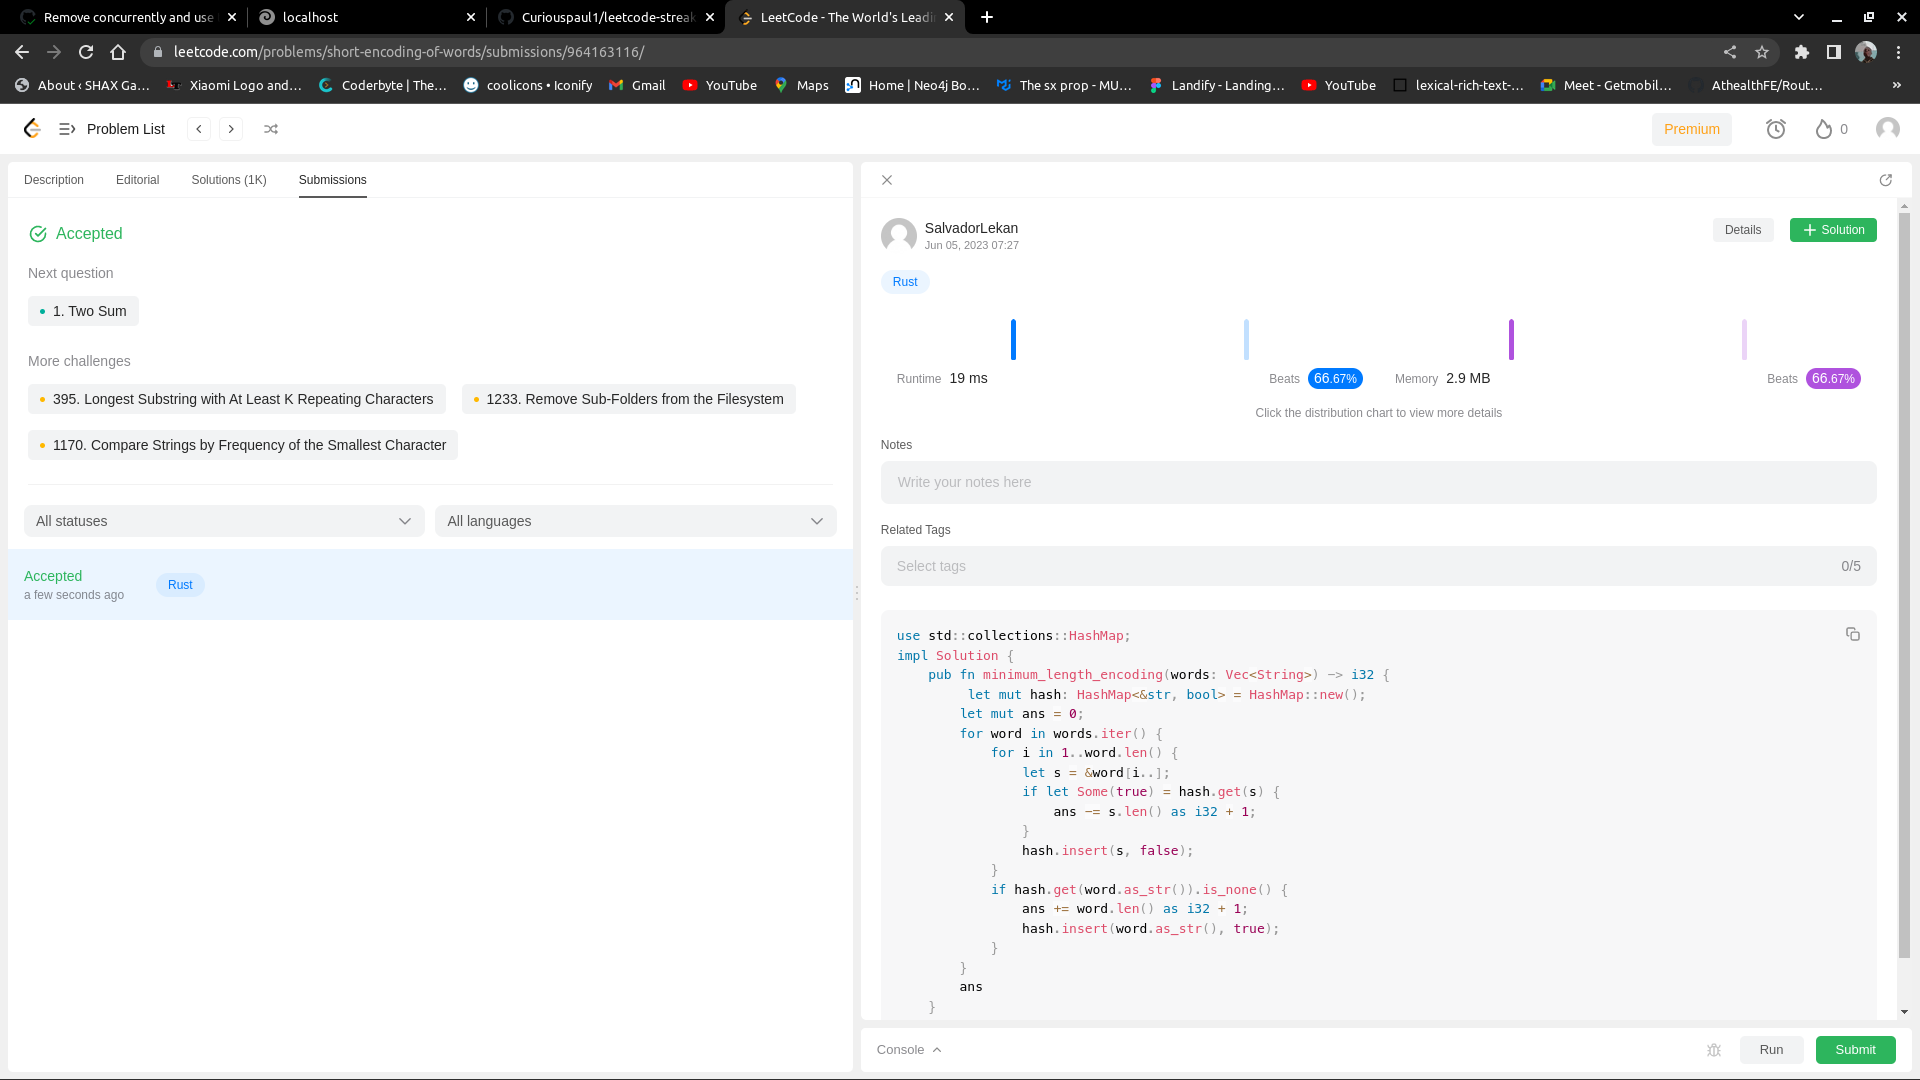 Remove concurrently and use
localhost
Curiouspaul1/leetcode-streak
LeetCode - The World's Leadi
leetcode.com/problems/short-encoding-of-words/submissions/964163116/
About ‹ SHAX Ga…
Xiaomi Logo and…
Coderbyte | The…
coolicons • Iconify
Gmail
YouTube
Maps
Home | Neo4j Bo…
The sx prop - MU…
Landify - Landing…
YouTube
lexical-rich-text-…
Meet - Getmobil…
AthealthFE/Rout…
»
Problem List
Premium
0
Description
Editorial
Solutions (1K)
Submissions
Accepted
Next question
1. Two Sum
More challenges
395. Longest Substring with At Least K Repeating Characters
1233. Remove Sub-Folders from the Filesystem
1170. Compare Strings by Frequency of the Smallest Character
All statuses
All languages
Accepted
a few seconds ago
Rust
SalvadorLekan
Jun 05, 2023 07:27
Details
Solution
Rust
Runtime 19 ms
Beats 66.67%
Memory 2.9 MB
Beats 66.67%
Click the distribution chart to view more details
Notes
Write your notes here
Related Tags
Select tags
0/5
use std::collections::HashMap;
impl Solution {
    pub fn minimum_length_encoding(words: Vec<String>) -> i32 {
         let mut hash: HashMap<&str, bool> = HashMap::new();
        let mut ans = 0;
        for word in words.iter() {
            for i in 1..word.len() {
                let s = &word[i..];
                if let Some(true) = hash.get(s) {
                    ans -= s.len() as i32 + 1;
                }
                hash.insert(s, false);
            }
            if hash.get(word.as_str()).is_none() {
                ans += word.len() as i32 + 1;
                hash.insert(word.as_str(), true);
            }
        }
        ans
    }
Console
Run
Submit